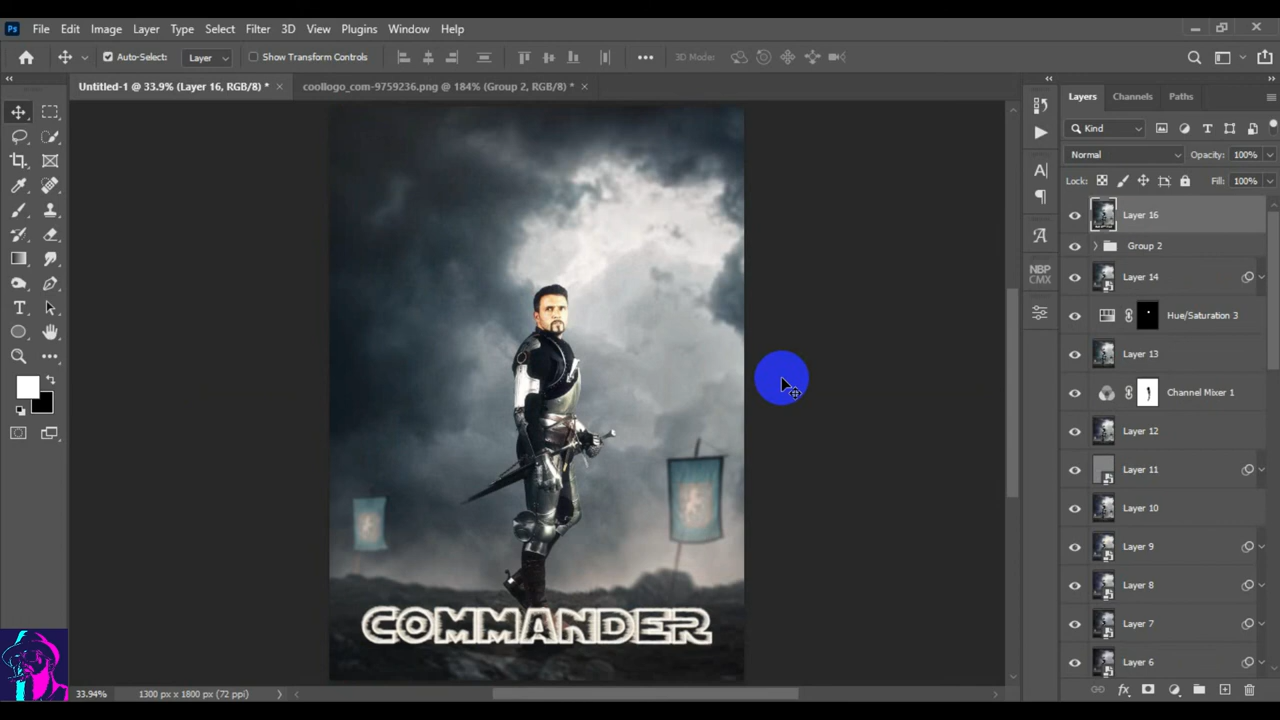 Ps File Edit Image Layer Type Select Filter 3D View Plugins Window Help
Auto-Select: Layer Show Transform Controls 3D Mode:
Untitled-1 @ 33.9% (Layer 16, RGB/8) * × coollogo_com-9759236.png @ 184% (Group 2, RGB/8) * ×
Layers Channels Paths
Kind
Normal Opacity: 100%
Lock: Fill: 100%
Layer 16
Group 2
NBP
CMX
Layer 14
Hue/Saturation 3
Layer 13
Channel Mixer 1
Layer 12
Layer 11
Layer 10
Layer 9
Layer 8
Layer 7
Layer 6
COMMANDER
33.94% 1300 px x 1800 px (72 ppi)